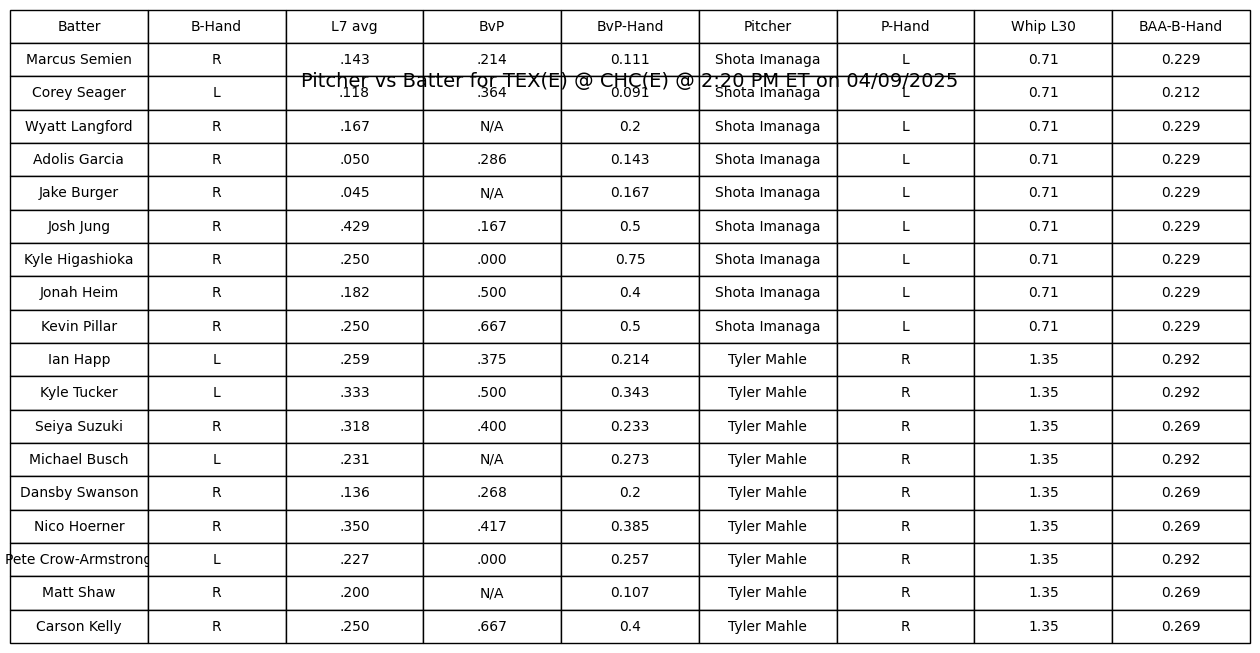 Batter B-Hand L7 avg BvP BvP-Hand Pitcher P-Hand Whip L30 BAA-B-Hand
Marcus Semien R .143 .214 0.111 Shota Imanaga L 0.71 0.229
Pitcher vs Batter for TEX(E) @ CHC(E) @ 2:20 PM ET on 04/09/2025
Corey Seager L .118 .364 0.091 Shota Imanaga L 0.71 0.212
Wyatt Langford R .167 N/A 0.2 Shota Imanaga L 0.71 0.229
Adolis Garcia R .050 .286 0.143 Shota Imanaga L 0.71 0.229
Jake Burger R .045 N/A 0.167 Shota Imanaga L 0.71 0.229
Josh Jung R .429 .167 0.5 Shota Imanaga L 0.71 0.229
Kyle Higashioka R .250 .000 0.75 Shota Imanaga L 0.71 0.229
Jonah Heim R .182 .500 0.4 Shota Imanaga L 0.71 0.229
Kevin Pillar R .250 .667 0.5 Shota Imanaga L 0.71 0.229
Ian Happ L .259 .375 0.214 Tyler Mahle R 1.35 0.292
Kyle Tucker L .333 .500 0.343 Tyler Mahle R 1.35 0.292
Seiya Suzuki R .318 .400 0.233 Tyler Mahle R 1.35 0.269
Michael Busch L .231 N/A 0.273 Tyler Mahle R 1.35 0.292
Dansby Swanson R .136 .268 0.2 Tyler Mahle R 1.35 0.269
Nico Hoerner R .350 .417 0.385 Tyler Mahle R 1.35 0.269
Pete Crow-Armstrong L .227 .000 0.257 Tyler Mahle R 1.35 0.292
Matt Shaw R .200 N/A 0.107 Tyler Mahle R 1.35 0.269
Carson Kelly R .250 .667 0.4 Tyler Mahle R 1.35 0.269